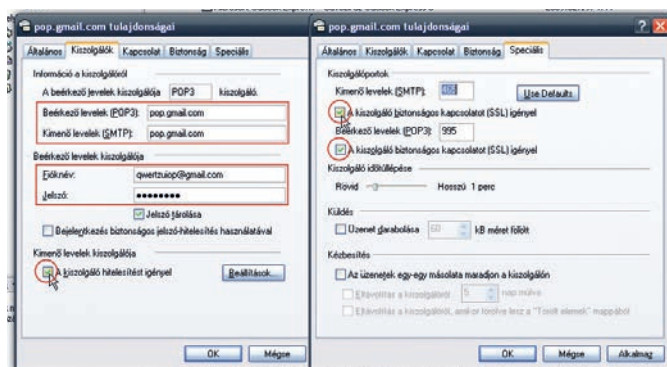 pop.gmail.com tulajdonságai
Általános Kiszolgálók Kapcsolat Biztonság Speciális
Információ a kiszolgálóról
A beérkező levelek kiszolgálója POP3 kiszolgáló.
Beérkező levelek (POP3): pop.gmail.com
Kimenő levelek (SMTP): pop.gmail.com
Beérkező levelek kiszolgálója
Fióknév: qwertzuiop@gmail.com
Jelszó: ••••••••
Jelszó tárolása
Bejelentkezés biztonságos jelszó-hitelesítés használatával
Kimenő levelek kiszolgálója
A kiszolgáló hitelesítést igényel Beállítások...
OK Mégse
pop.gmail.com tulajdonságai
Általános Kiszolgálók Kapcsolat Biztonság Speciális
Kiszolgálóportok
Kimenő levelek (SMTP): 465 Use Defaults
A kiszolgáló biztonságos kapcsolatot (SSL) igényel
Beérkező levelek (POP3): 995
A kiszolgáló biztonságos kapcsolatot (SSL) igényel
Kiszolgáló időtúllépése
Rövid Hosszú 1 perc
Küldés
Üzenet darabolása 60 kB méret fölött
Kézbesítés
Az üzenetek egy-egy másolata maradjon a kiszolgálón
Eltávolítás a kiszolgálóról 5 nap múlva
Eltávolítás a kiszolgálóról, amikor törölve lesz a "Törölt elemek" mappából
OK Mégse Alkalmaz